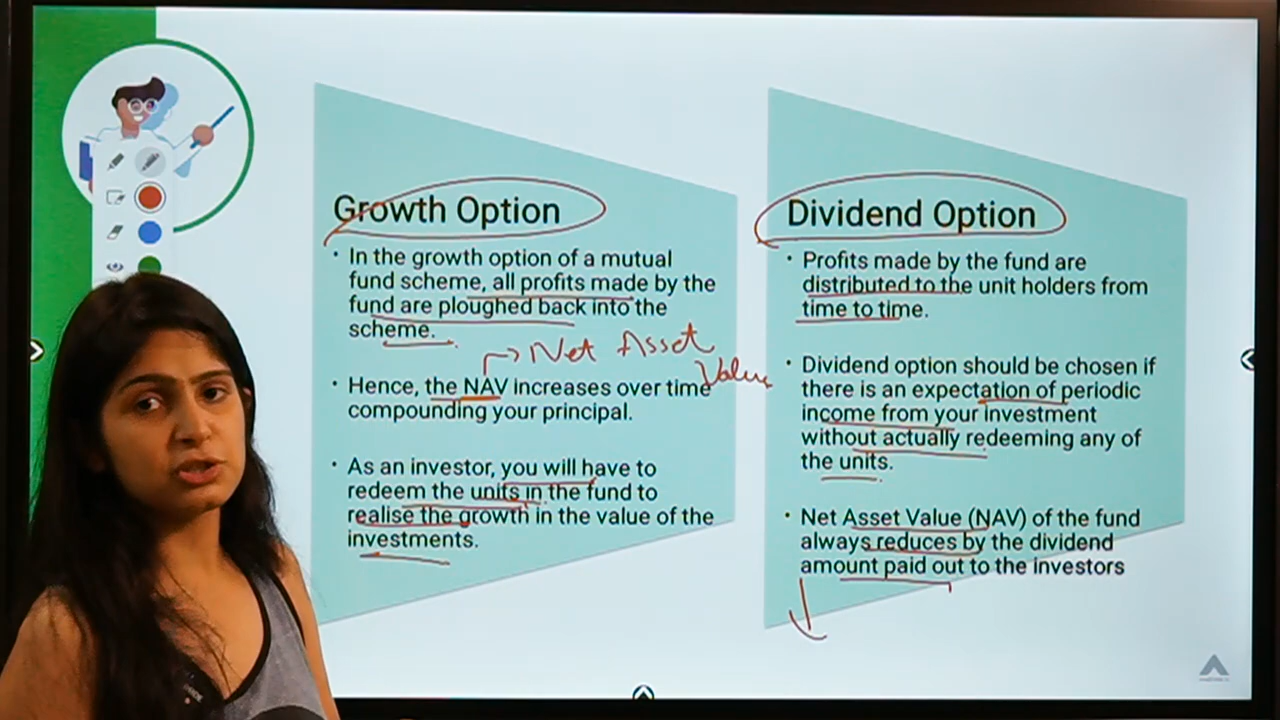 Growth Option
• In the growth option of a mutual
fund scheme, all profits made by the
fund are ploughed back into the
scheme.
Net Asset
Value
• Hence, the NAV increases over time
compounding your principal.
• As an investor, you will have to
redeem the units in the fund to
realise the growth in the value of the
investments.
Dividend Option
• Profits made by the fund are
distributed to the unit holders from
time to time.
• Dividend option should be chosen if
there is an expectation of periodic
income from your investment
without actually redeeming any of
the units.
• Net Asset Value (NAV) of the fund
always reduces by the dividend
amount paid out to the investors